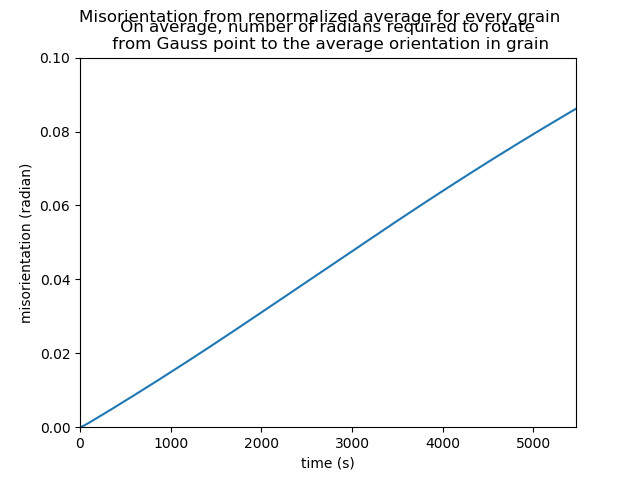 Misorientation from renormalized average for every grain
On average, number of radians required to rotate
from Gauss point to the average orientation in grain
0.10
0.08
0.06
0.04
0.02
0.00
misorientation (radian)
0 1000 2000 3000 4000 5000
time (s)